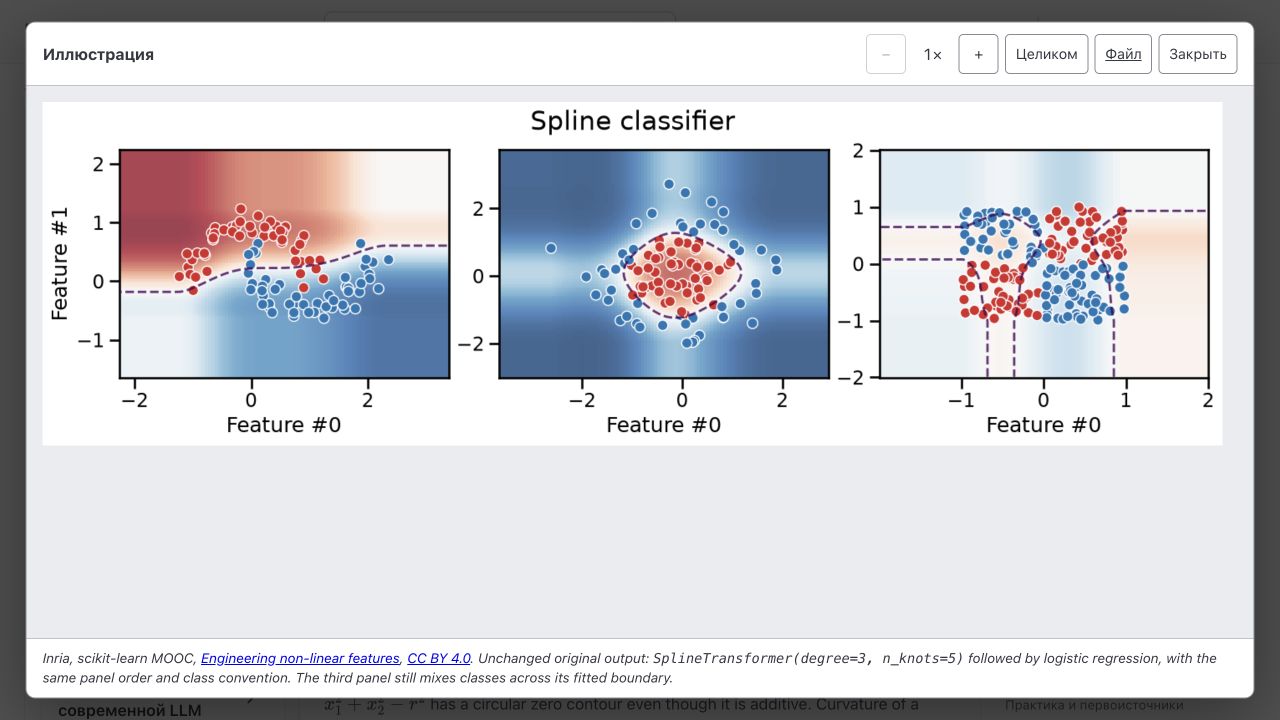 Иллюстрация
− 1× + Целиком Файл Закрыть
Spline classifier
2 1 0 −1
Feature #1
−2 0 2
Feature #0
2 0 −2
−2 0 2
Feature #0
2 1 0 −1 −2
−1 0 1 2
Feature #0
Inria, scikit-learn MOOC, Engineering non-linear features, CC BY 4.0. Unchanged original output: SplineTransformer(degree=3, n_knots=5) followed by logistic regression, with the
same panel order and class convention. The third panel still mixes classes across its fitted boundary.
современной LLM
has a circular zero contour even though it is additive. Curvature of a
Практика и первоисточники